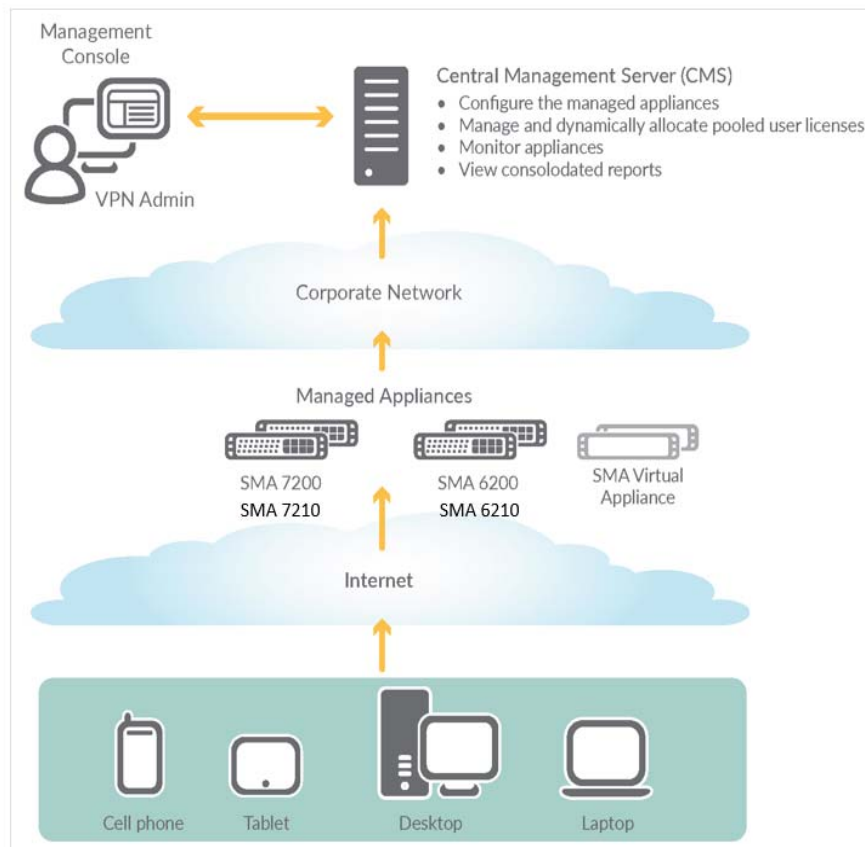 Management
Console
VPN Admin
Central Management Server (CMS)
• Configure the managed appliances
• Manage and dynamically allocate pooled user licenses
• Monitor appliances
• View consolodated reports
Corporate Network
Managed Appliances
SMA 7200
SMA 7210
SMA 6200
SMA 6210
SMA Virtual
Appliance
Internet
Cell phone
Tablet
Desktop
Laptop